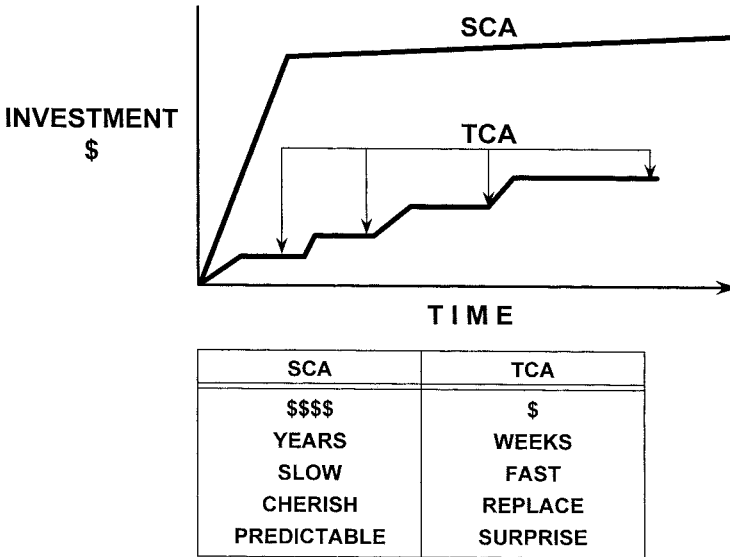 SCA
INVESTMENT
$
TCA
TIME
SCA TCA
$$$$ $
YEARS WEEKS
SLOW FAST
CHERISH REPLACE
PREDICTABLE SURPRISE